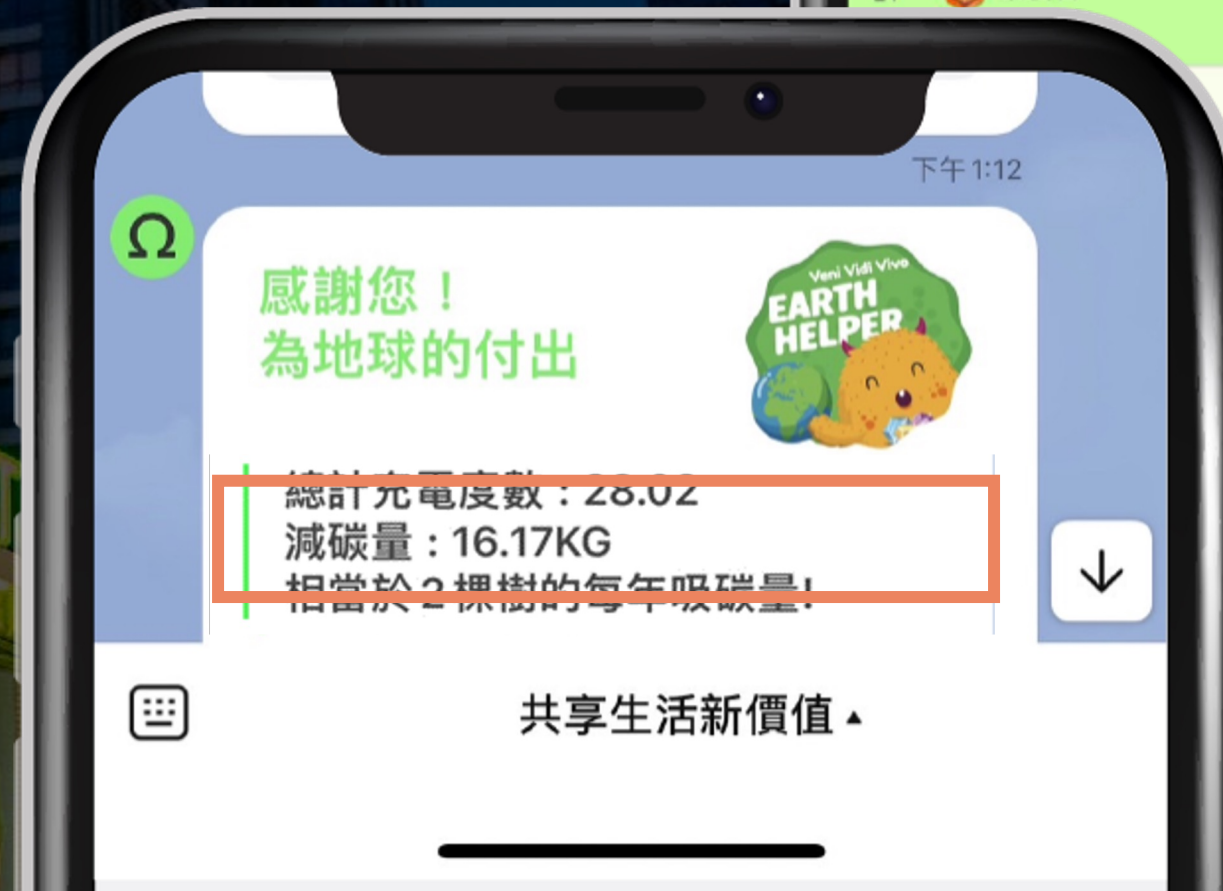 下午 1:12
Ω
感謝您！
為地球的付出
Veni Vidi Vivo
EARTH
HELPER
總計充電度數：28.02
減碳量：16.17KG
相當於 2 棵樹的每年吸碳量!
共享生活新價值